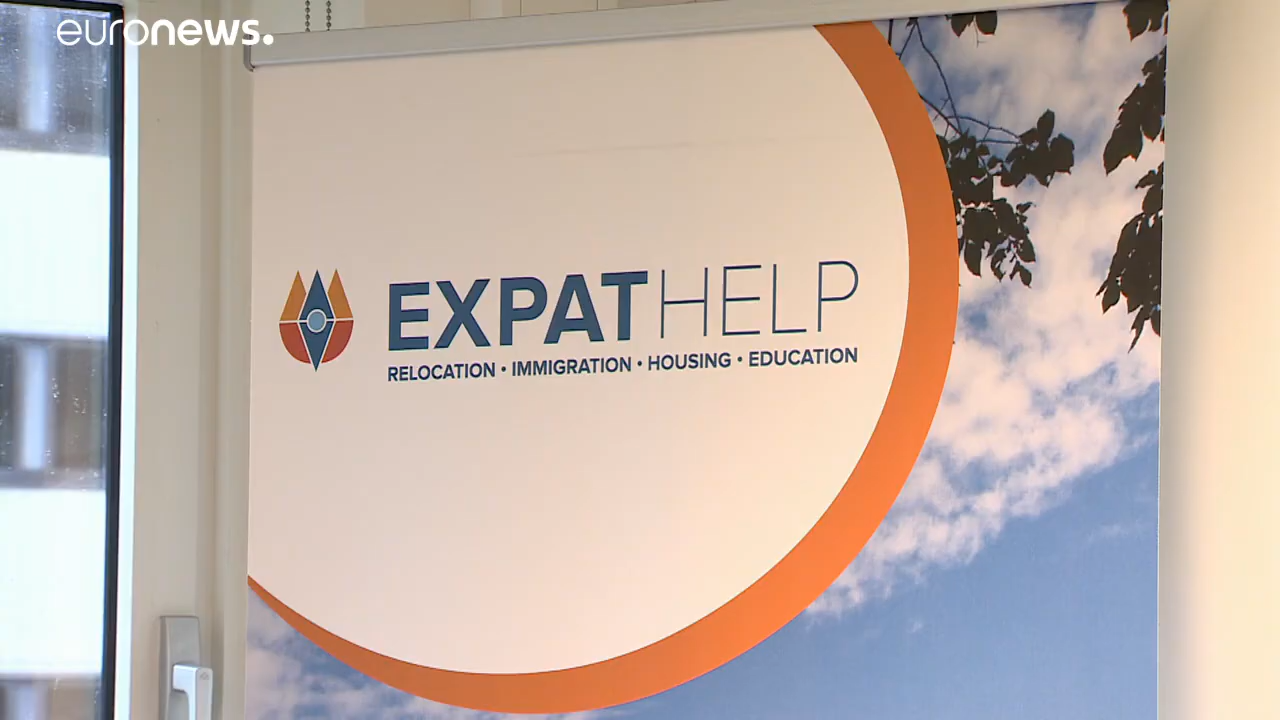 euronews.
EXPATHELP
RELOCATION • IMMIGRATION • HOUSING • EDUCATION